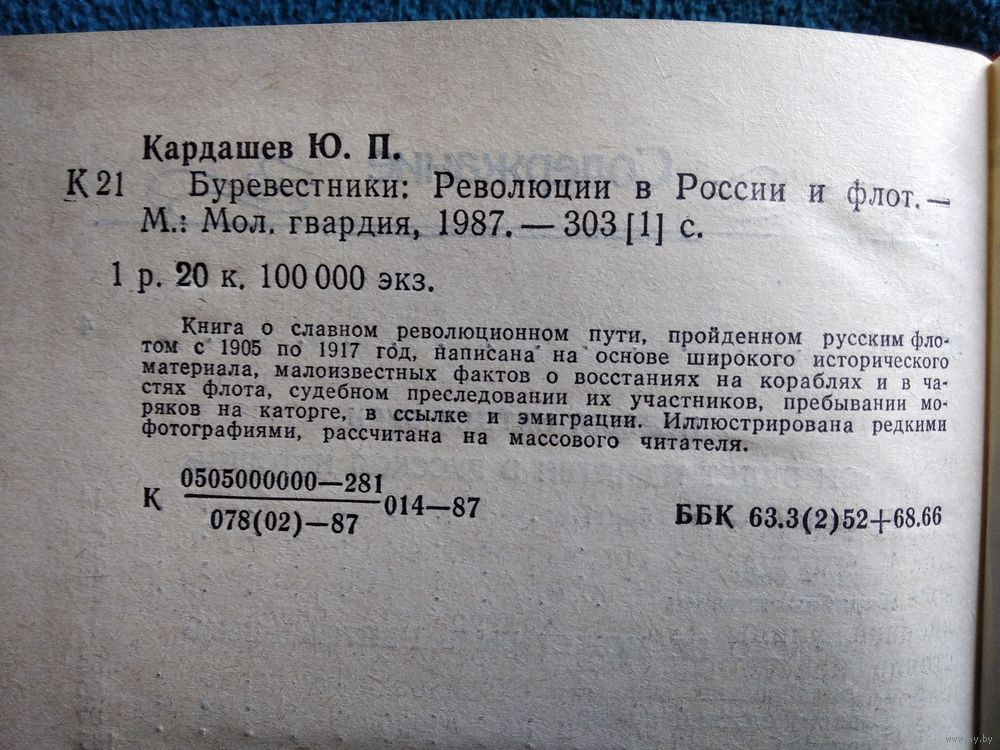 Кардашев Ю. П.
К 21 Буревестники: Революции в России и флот.—
М.: Мол. гвардия, 1987.— 303 [1] с.
1 р. 20 к. 100 000 экз.
Книга о славном революционном пути, пройденном русским фло-
том с 1905 по 1917 год, написана на основе широкого исторического
материала, малоизвестных фактов о восстаниях на кораблях и в ча-
стях флота, судебном преследовании их участников, пребывании мо-
ряков на каторге, в ссылке и эмиграции. Иллюстрирована редкими
фотографиями, рассчитана на массового читателя.
К 0505000000—281
078(02)—87 014—87
ББК 63.3(2)52+68.66
Содержание